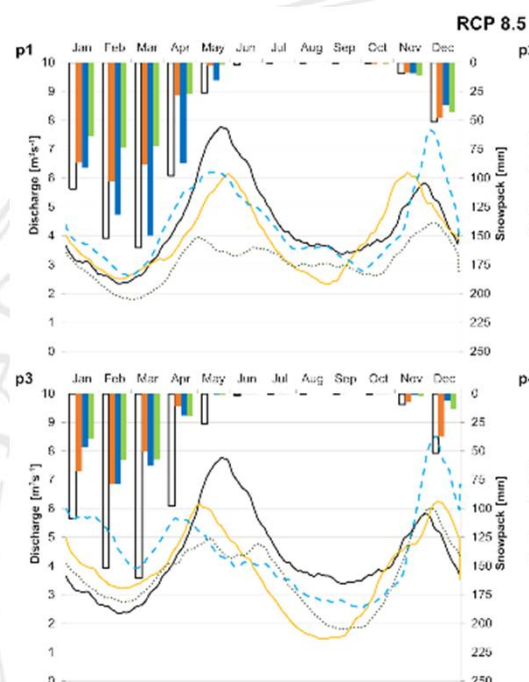 RCP 8.5
p1
Jan Feb Mar Apr May Jun Jul Aug Sep Oct Nov Dec
10 0
9 25
8 50
7 75
6 100
5 125
4 150
3 175
2 200
1 225
0 250
Discharge [m³s⁻¹]
Snowpack [mm]
p3
p4
Jan Feb Mar Apr May Jun Jul Aug Sep Oct Nov Dec
10 0
9 25
8 50
7 75
6 100
5 125
4 150
3 175
2 200
1 225
0 250
Discharge [m³s⁻¹]
Snowpack [mm]